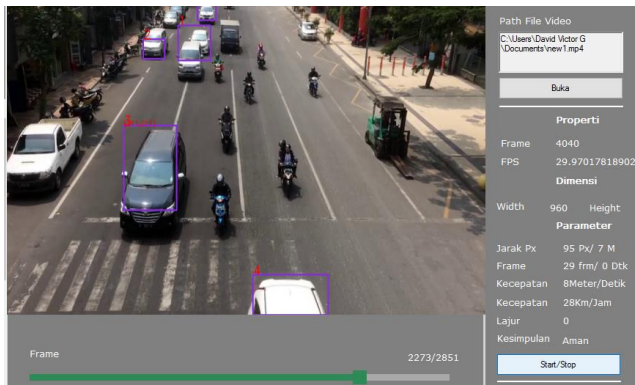 Path File Video
C:\Users\David Victor G
\Documents\new1.mp4
Buka
Properti
Frame 4040
FPS 29.97017818902
Dimensi
Width 960 Height
Parameter
Jarak Px 95 Px/ 7 M
Frame 29 frm/ 0 Dtk
Kecepatan 8Meter/Detik
Kecepatan 28Km/Jam
Lajur 0
Kesimpulan Aman
Start/Stop
Frame 2273/2851